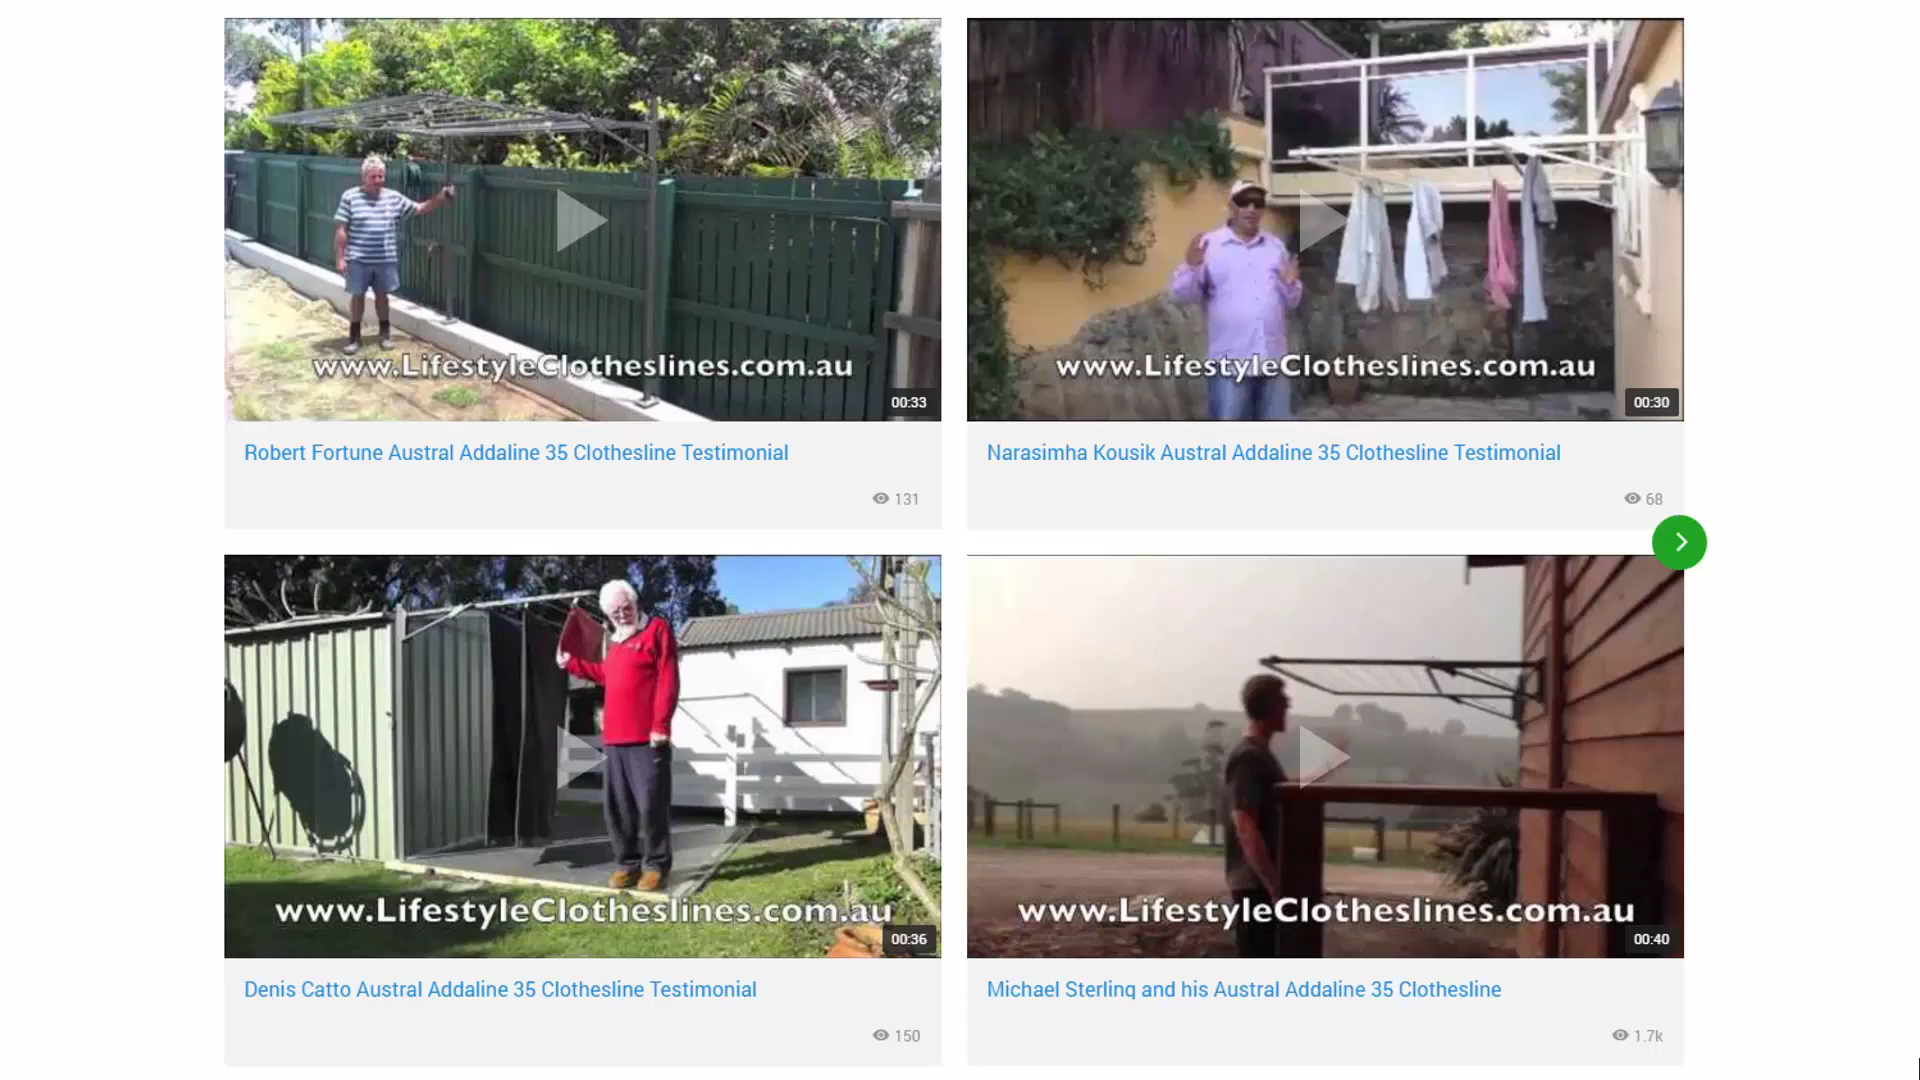 www.LifestyleClotheslines.com.au
00:33
Robert Fortune Austral Addaline 35 Clothesline Testimonial
131
www.LifestyleClotheslines.com.au
00:30
Narasimha Kousik Austral Addaline 35 Clothesline Testimonial
68
www.LifestyleClotheslines.com.au
00:36
Denis Catto Austral Addaline 35 Clothesline Testimonial
150
www.LifestyleClotheslines.com.au
00:40
Michael Sterling and his Austral Addaline 35 Clothesline
1.7k